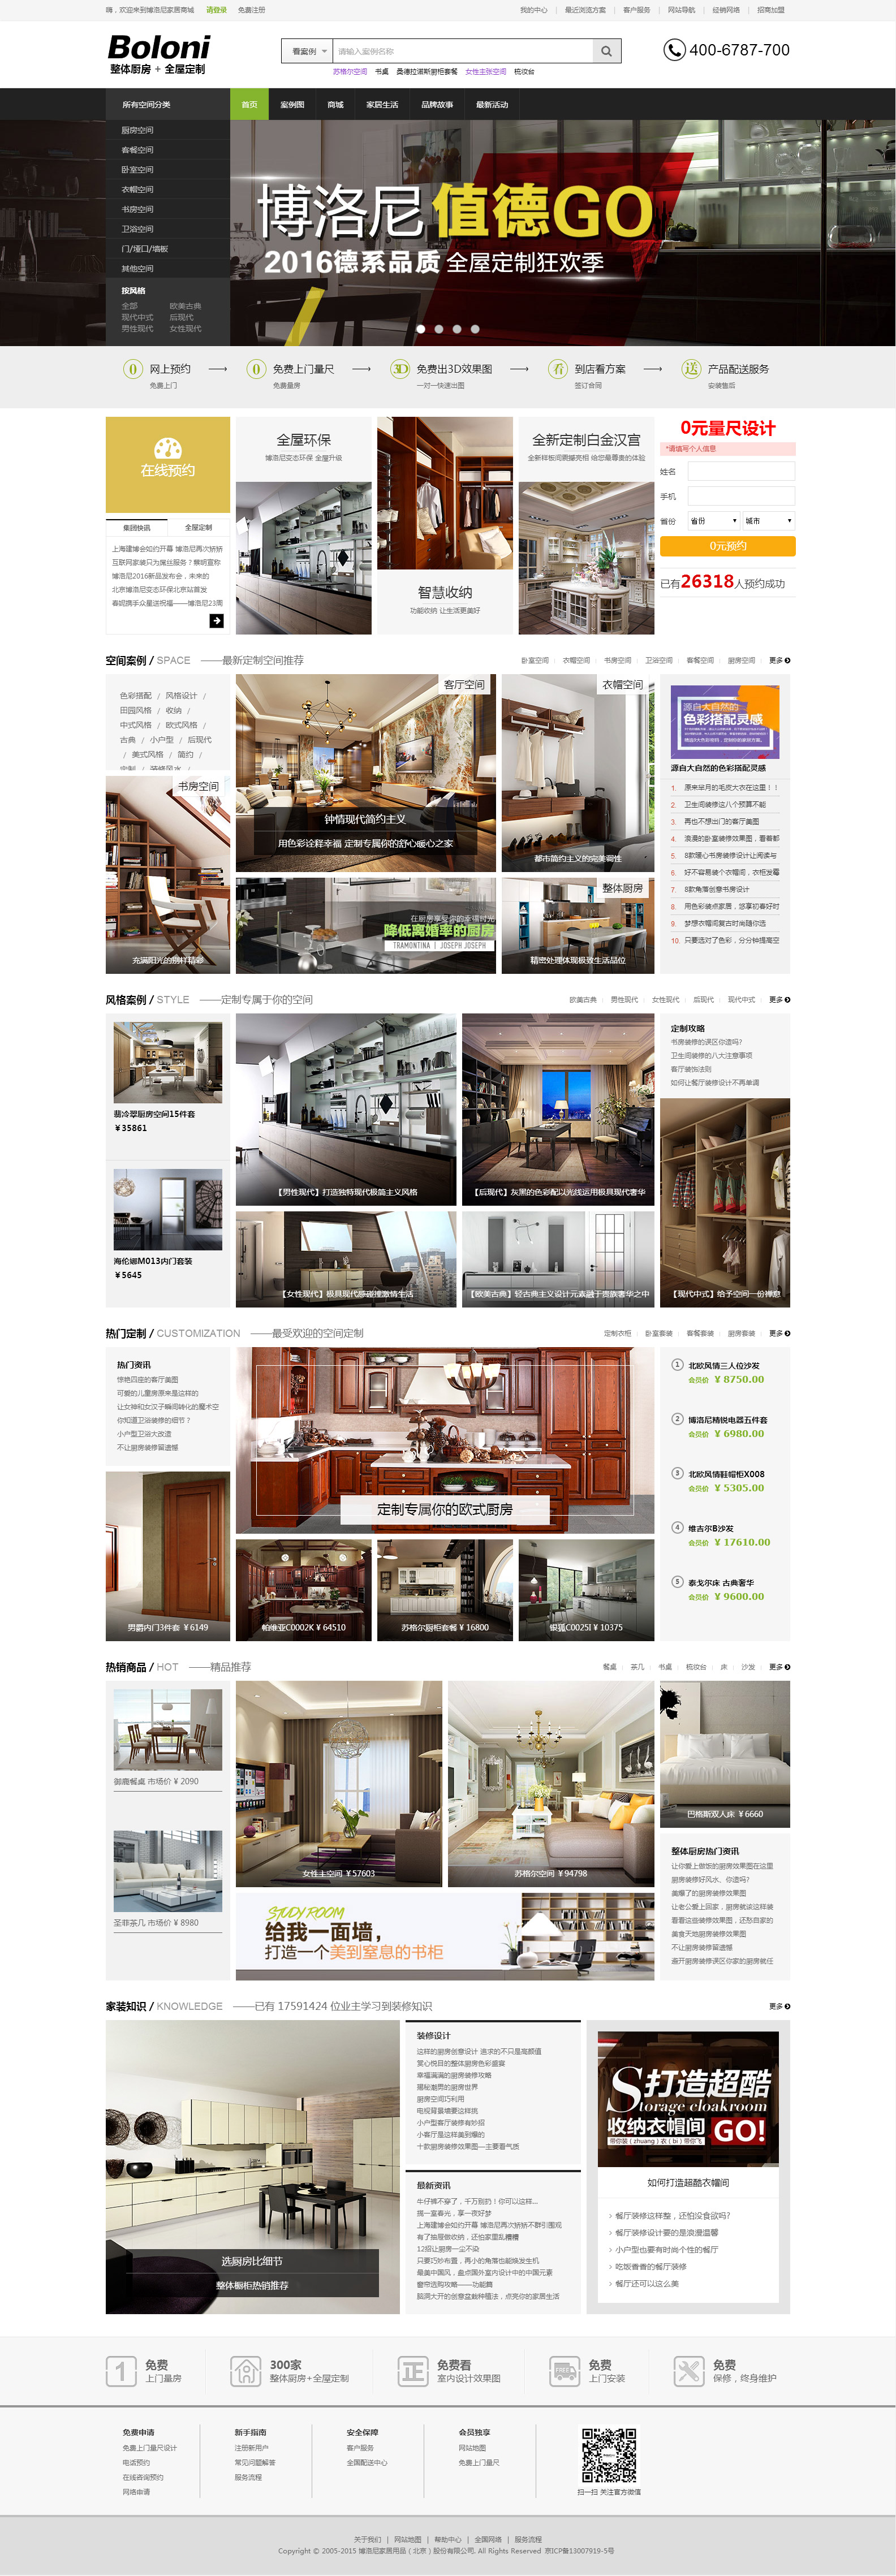 嗨，欢迎来到博洛尼家居商城 请登录 免费注册
我的中心 | 最近浏览方案 | 客户服务 | 网站导航 | 经销网络 | 招商加盟
Boloni
整体厨房 + 全屋定制
看案例
请输入案例名称
400-6787-700
苏格尔空间 书桌 桑德拉诺斯厨柜套餐 女性主张空间 梳妆台
所有空间分类 首页 案例图 商城 家居生活 品牌故事 最新活动
厨房空间
客餐空间
卧室空间
衣帽空间
书房空间
卫浴空间
门/垭口/墙板
其他空间
按风格
全部 欧美古典
现代中式 后现代
男性现代 女性现代
博洛尼值德GO
2016德系品质 全屋定制狂欢季
0 网上预约
免费上门
0 免费上门量尺
免费量房
3D 免费出3D效果图
一对一快速出图
看 到店看方案
签订合同
送 产品配送服务
安装售后
在线预约
集团快讯 全屋定制
上海建博会如约开幕 博洛尼再次娇娇
博洛尼2016新品发布会，未来的
北京博洛尼变态环保北京站首发
春妮携手众星送祝福——博洛尼23周
全屋环保
博洛尼变态环保 全屋升级
智慧收纳
功能收纳 让生活更美好
全新定制白金汉宫
全新样板间震撼亮相 给您最尊贵的体验
0元量尺设计
*请填写个人信息
姓名
手机
省份 省份 城市
0元预约
已有26318人预约成功
空间案例 / SPACE ——最新定制空间推荐
卧室空间 衣帽空间 书房空间 卫浴空间 客餐空间 厨房空间 更多
色彩搭配 / 风格设计 /
田园风格 / 收纳 /
中式风格 / 欧式风格 /
古典 / 小户型 / 后现代
/ 美式风格 / 简约 /
定制 / 装修风水 /
书房空间
充满阳光的别样精彩
客厅空间
钟情现代简约主义
用色彩诠释幸福 定制专属你的舒心暖心之家
在厨房享受你的幸福时光
降低离婚率的厨房
TRAMONTINA | JOSEPH JOSEPH
衣帽空间
都市简约主义的完美调性
整体厨房
精密处理体现极致生活品位
源自大自然的
色彩搭配灵感
源自大自然的色彩搭配灵感
1. 原来早月的毛皮大衣在这里！！
2. 卫生间装修这八个预算不能
3. 再也不想出门的客厅美图
4. 浪漫的卧室装修效果图，看着都
5. 8款暖心书房装修设计让阅读与
6. 好不容易装个衣帽间，衣柜发霉
7. 8款角落创意书房设计
8. 用色彩装点家居，悠享初春好时
9. 梦想衣帽间复古时尚随你选
10. 只要选对了色彩，分分钟提高空
风格案例 / STYLE ——定制专属于你的空间
欧美古典 男性现代 女性现代 后现代 现代中式 更多
翡冷翠厨房空间15件套
￥35861
海伦娜M013内门套装
￥5645
【男性现代】打造独特现代极简主义风格
【后现代】灰黑的色彩配以光线运用极具现代奢华
【女性现代】极具现代感碰撞激情生活
【欧美古典】轻古典主义设计元素融于贵族奢华之中
定制攻略
书房装修的误区你造吗?
卫生间装修的八大注意事项
客厅装饰法则
如何让餐厅装修设计不再单调
【现代中式】给予空间一份禅意
热门定制 / CUSTOMIZATION ——最受欢迎的空间定制
定制衣柜 卧室套装 客餐套装 厨房套装 更多
热门资讯
惊艳四座的客厅美图
可爱的儿童房原来是这样的
让女神和女汉子瞬间转化的魔术空
你知道卫浴装修的细节？
小户型卫浴大改造
不让厨房装修留遗憾
男爵内门3件套 ￥6149
定制专属你的欧式厨房
帕维亚C0002K ¥ 64510
苏格尔厨柜套餐 ¥ 16800
银狐C0025I ¥ 10375
1 北欧风情三人位沙发
会员价 ¥ 8750.00
2 博洛尼精锐电器五件套
会员价 ¥ 6980.00
3 北欧风情鞋帽柜X008
会员价 ¥ 5305.00
4 维吉尔B沙发
会员价 ¥ 17610.00
5 泰戈尔床 古典奢华
会员价 ¥ 9600.00
热销商品 / HOT ——精品推荐
餐桌 茶几 书桌 梳妆台 床 沙发 更多
御鹿餐桌 市场价 ¥ 2090
圣菲茶几 市场价 ¥ 8980
女性主空间 ¥ 57603
苏格尔空间 ¥ 94798
STUDY ROOM
给我一面墙，
打造一个美到窒息的书柜
巴格斯双人床 ￥6660
整体厨房热门资讯
让你爱上做饭的厨房效果图在这里
厨房装修好风水、你造吗?
美爆了的厨房装修效果图
让老公爱上回家，厨房就该这样装
看看这些装修效果图，还愁自家的
美食天地厨房装修效果图
不让厨房装修留遗憾
避开厨房装修误区你家的厨房就任
家装知识 / KNOWLEDGE ——已有 17591424 位业主学习到装修知识
更多
选厨房比细节
整体橱柜热销推荐
装修设计
这样的厨房创意设计 追求的不只是高颜值
赏心悦目的整体厨房色彩盛宴
幸福满满的厨房装修攻略
揭秘潮男的厨房世界
厨房空间巧利用
电视背景墙要这样挑
小户型客厅装修有妙招
小客厅是这样美到爆的
十款厨房装修效果图—主要看气质
最新资讯
牛仔裤不穿了，千万别扔！你可以这样...
搞一室春光，享一夜好梦
上海建博会如约开幕 博洛尼再次娇娇不群引围观
有了抽屉做收纳，还怕家里乱糟糟
12招让厨房一尘不染
只要巧妙布置，再小的角落也能焕发生机
最美中国风，盘点国外室内设计中的中国元素
窗帘选购攻略——功能篇
脑洞大开的创意盆栽种植法，点亮你的家居生活
打造超酷
Storage cloakroom
收纳衣帽间 GO!
带你装（zhuang）衣（bi）带你飞
如何打造超酷衣帽间
餐厅装修这样整，还怕没食欲吗?
餐厅装修设计要的是浪漫温馨
小户型也要有时尚个性的餐厅
吃饭香香的餐厅装修
餐厅还可以这么美
1 免费
上门量房
300家
整体厨房+全屋定制
正 免费看
室内设计效果图
FREE 免费
上门安装
免费
保修，终身维护
免费申请
免费上门量尺设计
电话预约
在线咨询预约
网络申请
新手指南
注册新用户
常见问题解答
服务流程
安全保障
客户服务
全国配送中心
会员独享
网站地图
免费上门量尺
扫一扫 关注官方微信
关于我们 | 网站地图 | 帮助中心 | 全国网络 | 服务流程
Copyright © 2005-2015 博洛尼家居用品（北京）股份有限公司, All Rights Reserved 京ICP备13007919-5号